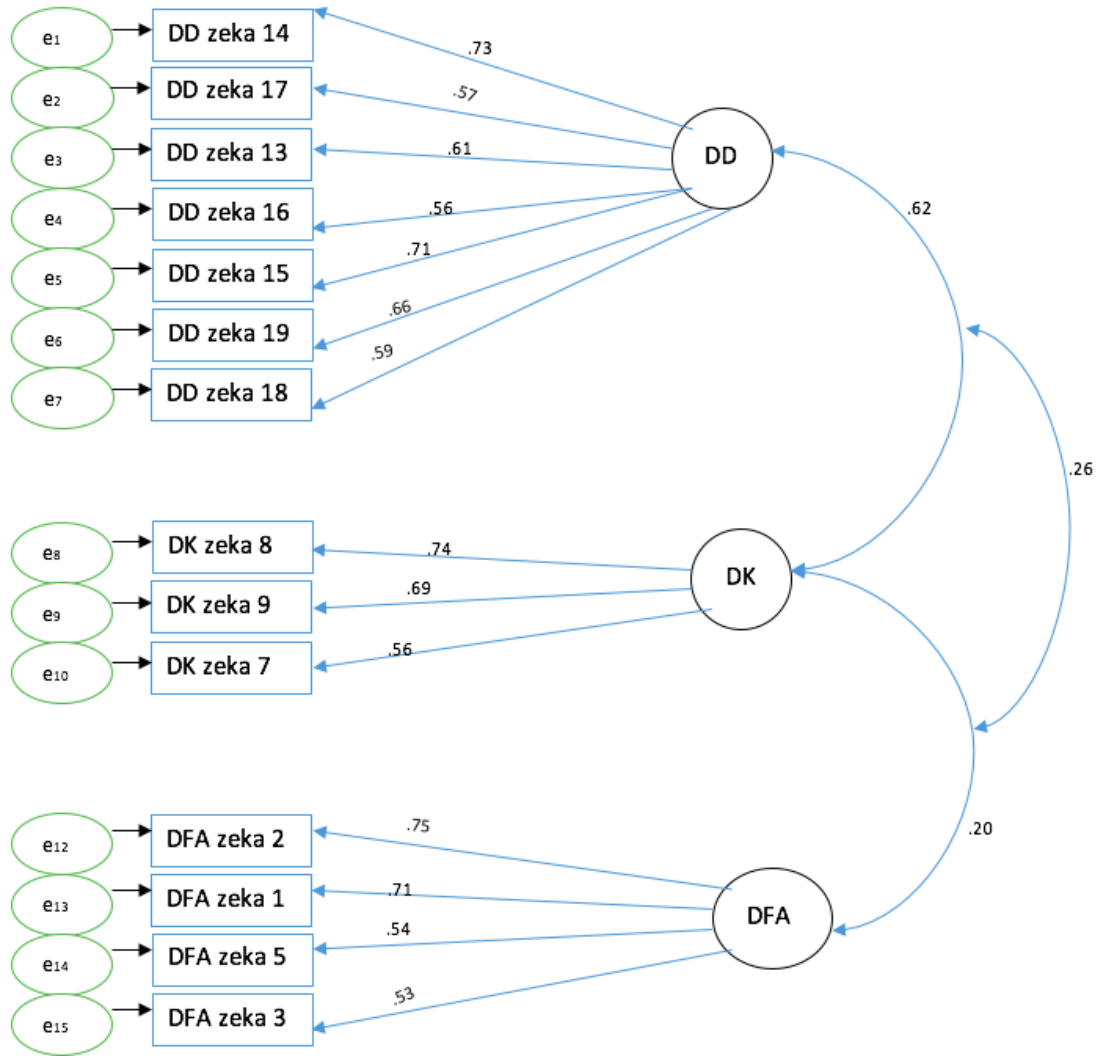 e1 DD zeka 14 .73
e2 DD zeka 17 .57
e3 DD zeka 13 .61 DD
e4 DD zeka 16 .56 .62
e5 DD zeka 15 .71
e6 DD zeka 19 .66
e7 DD zeka 18 .59
.26
e8 DK zeka 8 .74
e9 DK zeka 9 .69 DK
e10 DK zeka 7 .56
e12 DFA zeka 2 .75 .20
e13 DFA zeka 1 .71 DFA
e14 DFA zeka 5 .54
e15 DFA zeka 3 .53